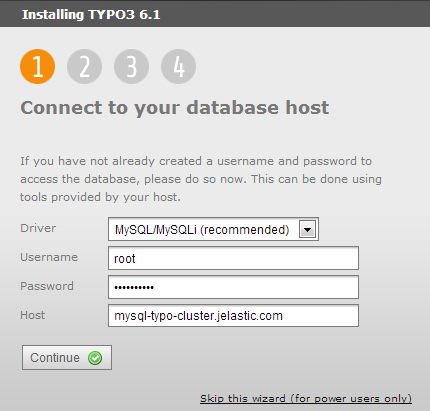 Installing TYPO3 6.1
1 2 3 4
Connect to your database host
If you have not already created a username and password to
access the database, please do so now. This can be done using
tools provided by your host.
Driver MySQL/MySQLi (recommended)
Username root
Password ••••••••••
Host mysql-typo-cluster.jelastic.com
Continue
Skip this wizard (for power users only)